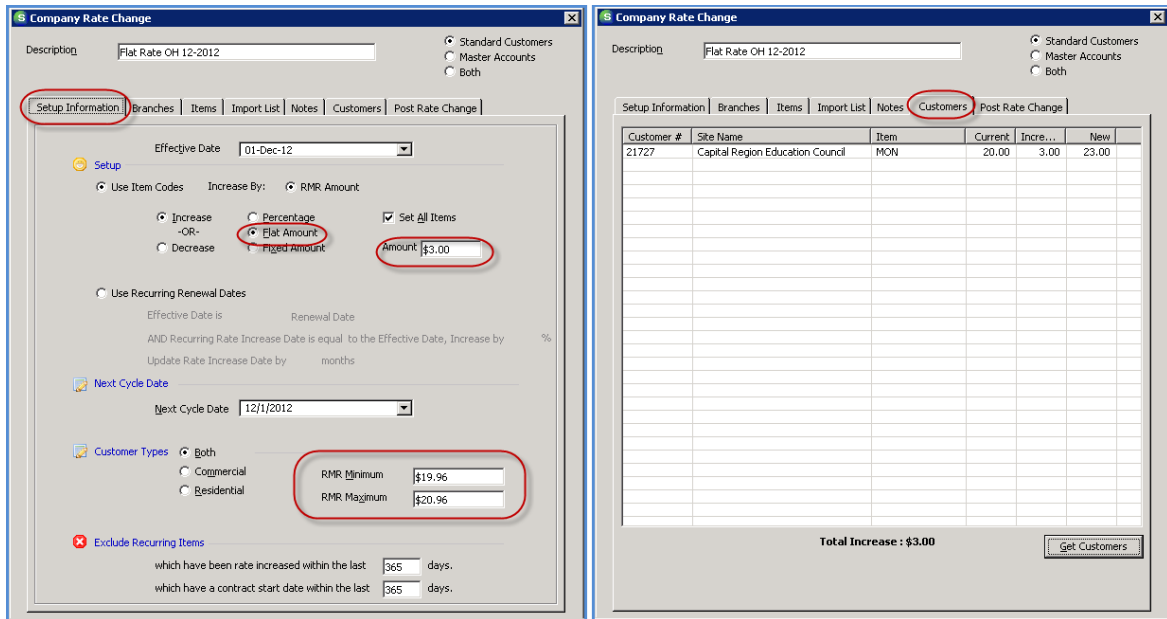 Company Rate Change
Description Flat Rate OH 12-2012
Standard Customers
Master Accounts
Both
Setup Information Branches Items Import List Notes Customers Post Rate Change
Effective Date 01-Dec-12
Setup
Use Item Codes Increase By: RMR Amount
Increase Percentage Set All Items
-OR- Flat Amount
Decrease Fixed Amount Amount $3.00
Use Recurring Renewal Dates
Effective Date is Renewal Date
AND Recurring Rate Increase Date is equal to the Effective Date, Increase by %
Update Rate Increase Date by months
Next Cycle Date
Next Cycle Date 12/1/2012
Customer Types Both
Commercial
Residential
RMR Minimum $19.96
RMR Maximum $20.96
Exclude Recurring Items
which have been rate increased within the last 365 days.
which have a contract start date within the last 365 days.
Company Rate Change
Description Flat Rate OH 12-2012
Standard Customers
Master Accounts
Both
Setup Information Branches Items Import List Notes Customers Post Rate Change
Customer # Site Name Item Current Incre... New
21727 Capital Region Education Council MON 20.00 3.00 23.00
Total Increase : $3.00
Get Customers